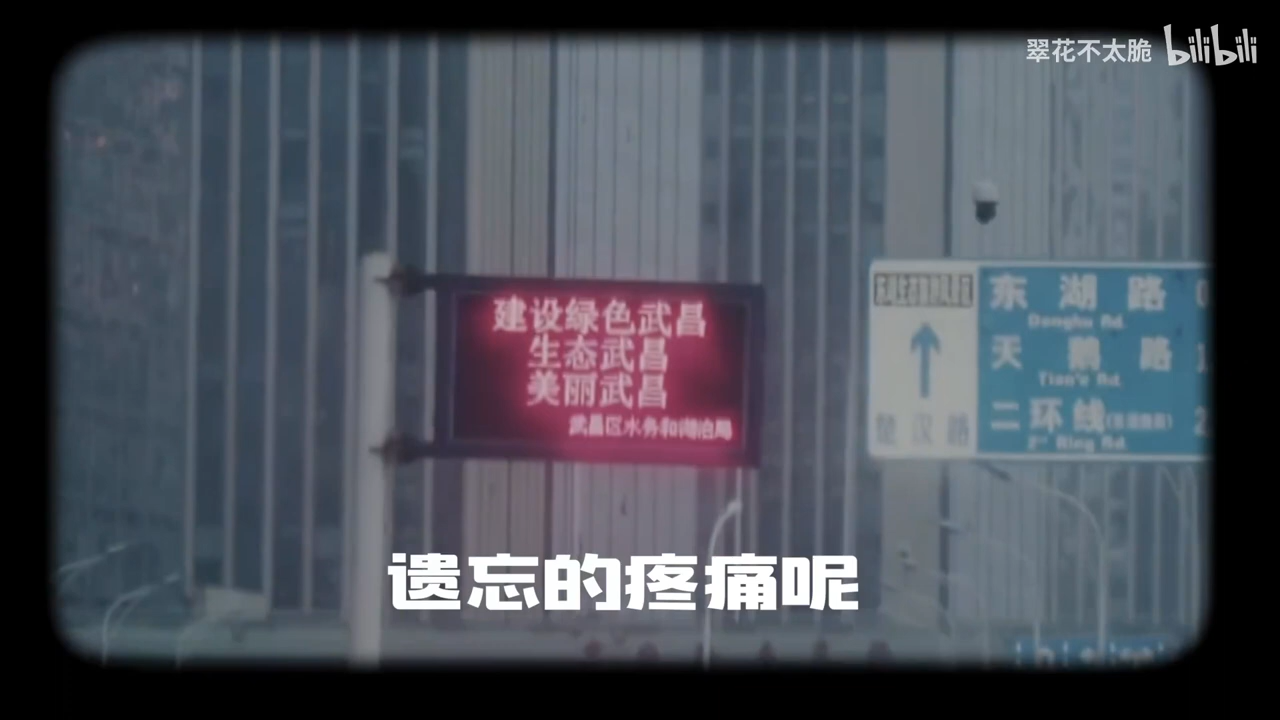 翠花不太脆 bilibili
建设绿色武昌
生态武昌
美丽武昌
武昌区水务和湖泊局
东湖路
Donghu Rd.
天鹅路
Tian'e Rd.
二环线
2nd Ring Rd.
楚汉路
遗忘的疼痛呢